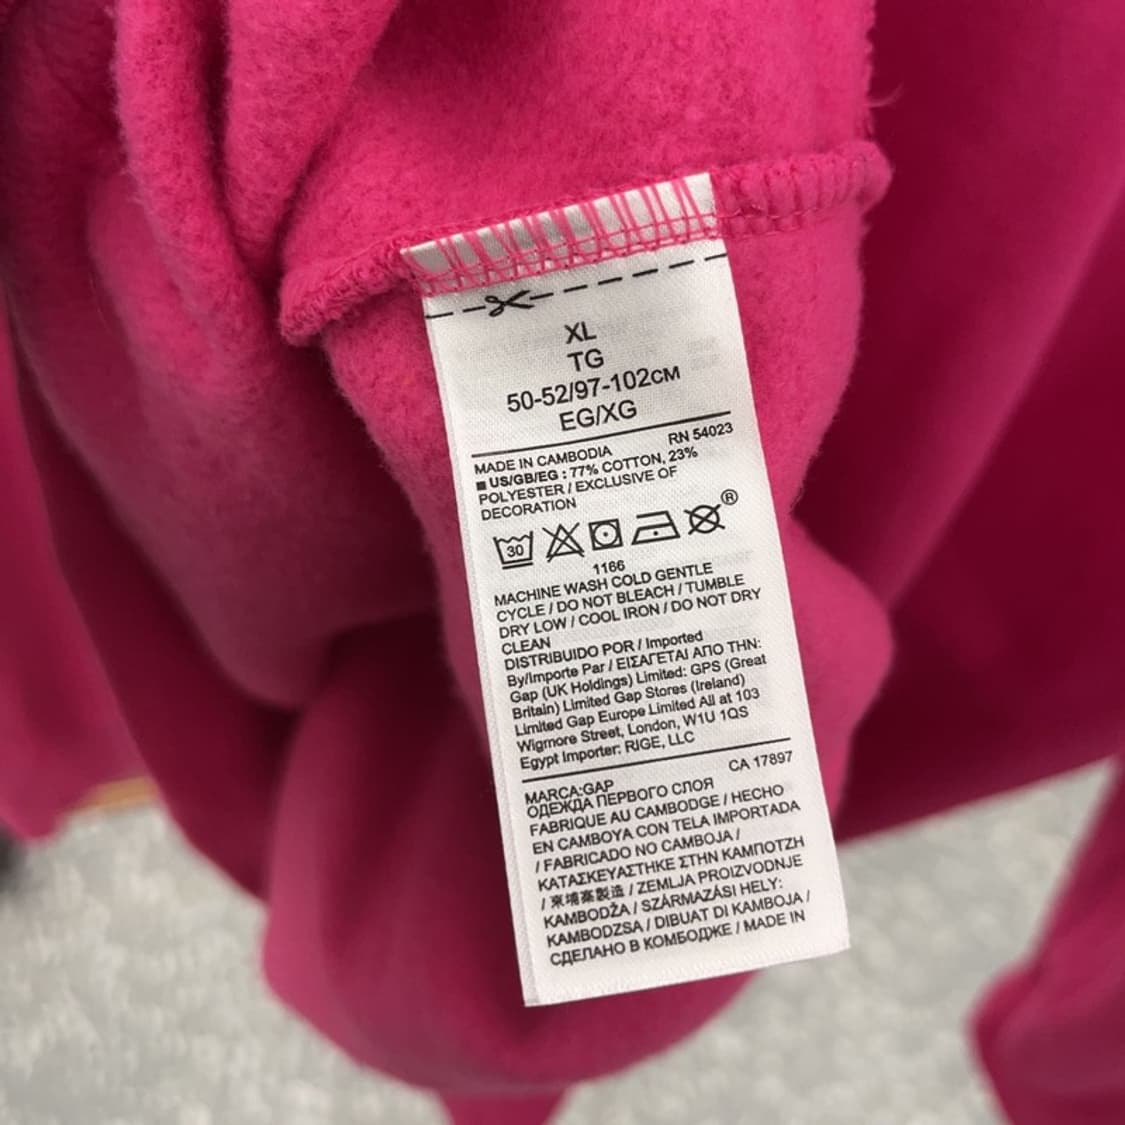 XL
TG
50-52/97-102CM
EG/XG
RN 54023
MADE IN CAMBODIA
■ US/GB/EG : 77% COTTON, 23%
POLYESTER / EXCLUSIVE OF
DECORATION
30
®
1166
MACHINE WASH COLD GENTLE
CYCLE / DO NOT BLEACH / TUMBLE
DRY LOW / COOL IRON / DO NOT DRY
CLEAN
DISTRIBUIDO POR / Imported
By/Importe Par / ΕΙΣΑΓΕΤΑΙ ΑΠΟ ΤΗΝ:
Gap (UK Holdings) Limited: GPS (Great
Britain) Limited Gap Stores (Ireland)
Limited Gap Europe Limited All at 103
Wigmore Street, London, W1U 1QS
Egypt Importer: RIGE, LLC
CA 17897
MARCA:GAP
ОДЕЖДА ПЕРВОГО СЛОЯ
FABRIQUE AU CAMBODGE / HECHO
EN CAMBOYA CON TELA IMPORTADA
/ FABRICADO NO CAMBOJA /
ΚΑΤΑΣΚΕΥΑΣΤΗΚΕ ΣΤΗΝ ΚΑΜΠΟΤΖΗ
/ 柬埔寨製造 / ZEMLJA PROIZVODNJE
KAMBODŽA / SZÁRMAZÁSI HELY:
KAMBODZSA / DIBUAT DI KAMBOJA /
СДЕЛАНО В КОМБОДЖЕ / MADE IN